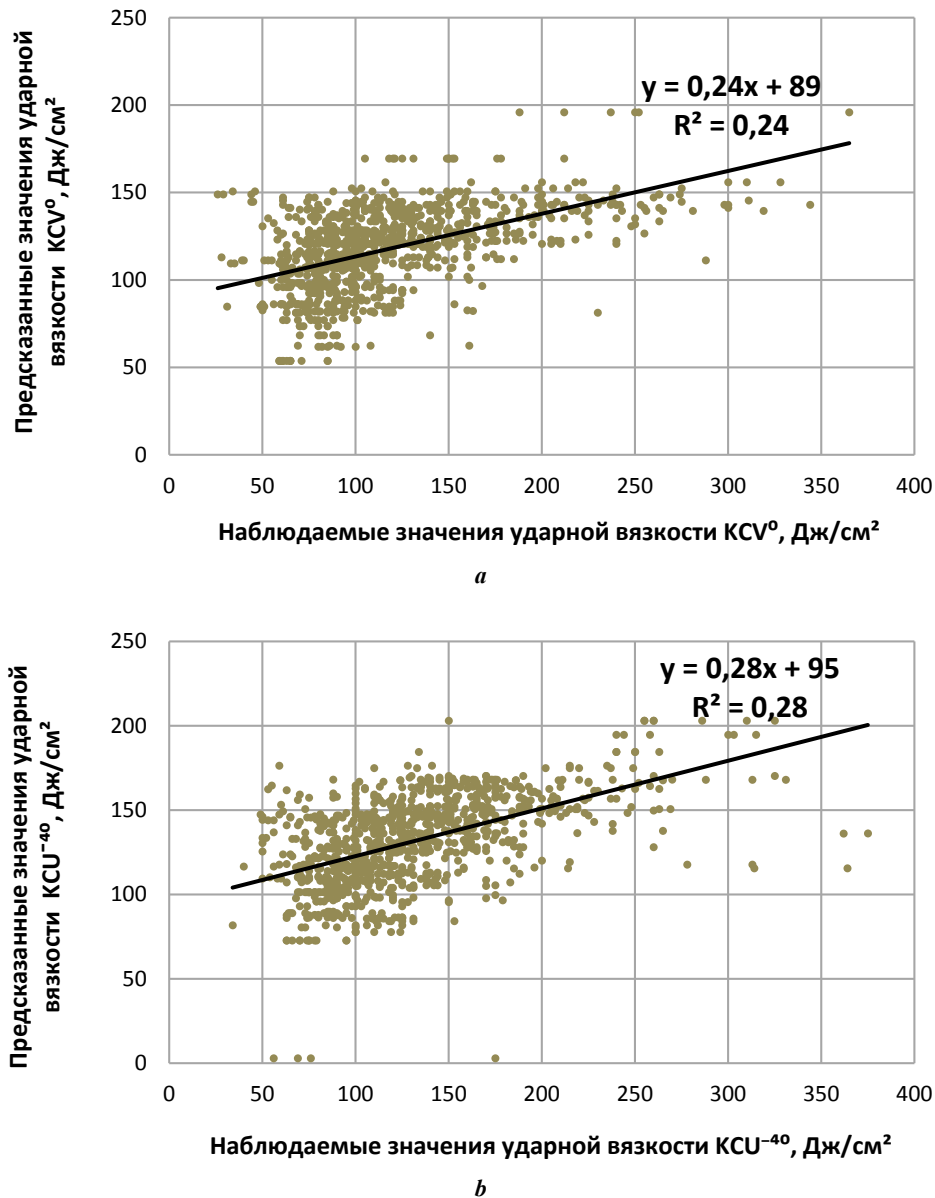 Предсказанные значения ударной
вязкости KCV⁰, Дж/см²
250
200
150
100
50
0
y = 0,24x + 89
R² = 0,24
0 50 100 150 200 250 300 350 400
Наблюдаемые значения ударной вязкости KCV⁰, Дж/см²
a
Предсказанные значения ударной
вязкости KCU⁻⁴⁰, Дж/см²
250
200
150
100
50
0
y = 0,28x + 95
R² = 0,28
0 50 100 150 200 250 300 350 400
Наблюдаемые значения ударной вязкости KCU⁻⁴⁰, Дж/см²
b